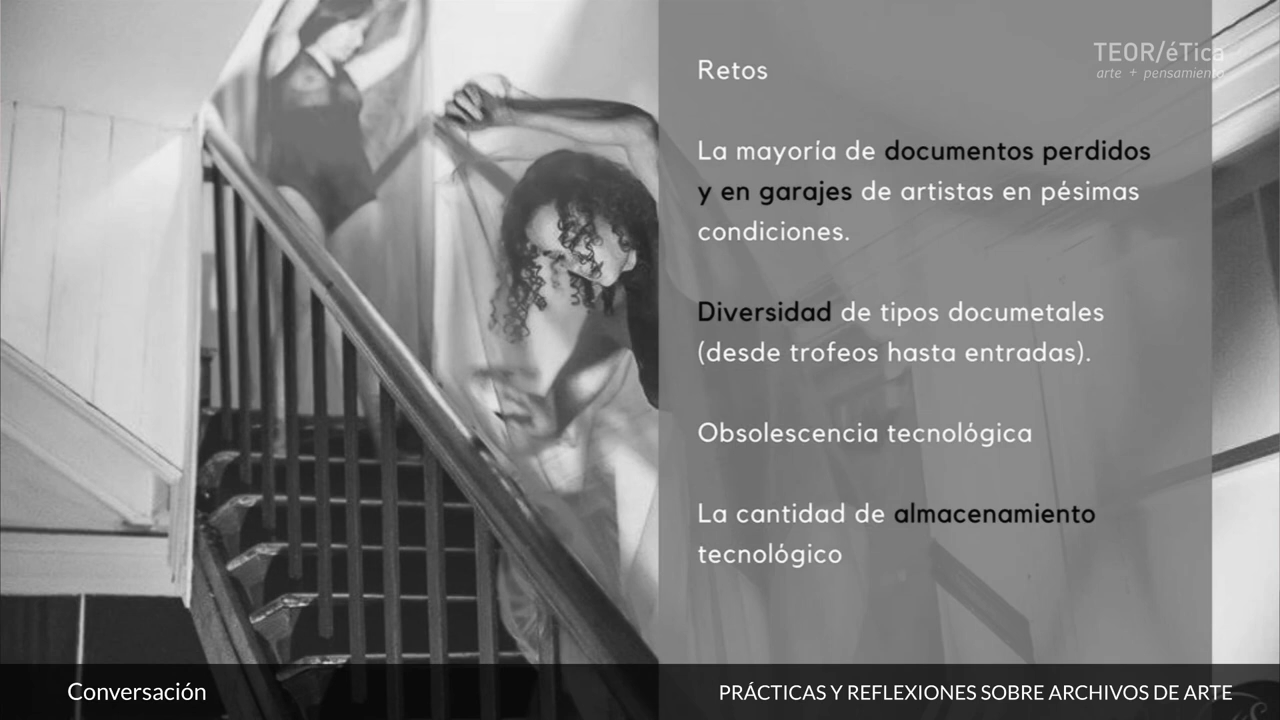 TEOR/éTica
arte + pensamiento
Retos
La mayoría de documentos perdidos
y en garajes de artistas en pésimas
condiciones.
Diversidad de tipos documetales
(desde trofeos hasta entradas).
Obsolescencia tecnológica
La cantidad de almacenamiento
tecnológico
Conversación
PRÁCTICAS Y REFLEXIONES SOBRE ARCHIVOS DE ARTE